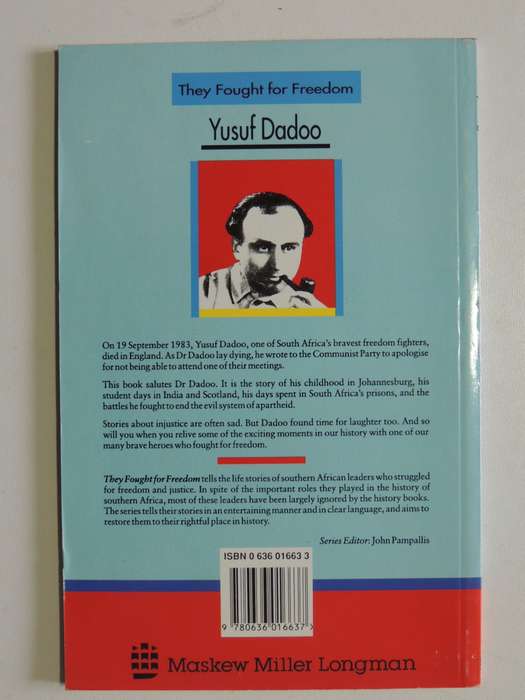 They Fought for Freedom
Yusuf Dadoo
On 19 September 1983, Yusuf Dadoo, one of South Africa's bravest freedom fighters,
died in England. As Dr Dadoo lay dying, he wrote to the Communist Party to apologise
for not being able to attend one of their meetings.
This book salutes Dr Dadoo. It is the story of his childhood in Johannesburg, his
student days in India and Scotland, his days spent in South Africa's prisons, and the
battles he fought to end the evil system of apartheid.
Stories about injustice are often sad. But Dadoo found time for laughter too. And so
will you when you relive some of the exciting moments in our history with one of our
many brave heroes who fought for freedom.
They Fought for Freedom tells the life stories of southern African leaders who struggled
for freedom and justice. In spite of the important roles they played in the history of
southern Africa, most of these leaders have been largely ignored by the history books.
The series tells their stories in an entertaining manner and in clear language, and aims to
restore them to their rightful place in history.
Series Editor: John Pampallis
ISBN 0 636 01663 3
9 780636 016637 >
Maskew Miller Longman